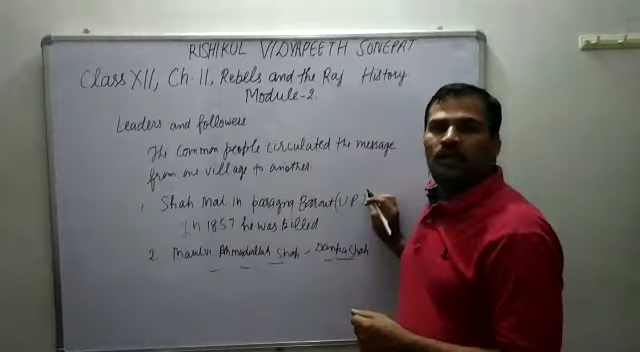 RISHIKUL VIDYAPEETH SONEPAT
Class XII, Ch. 11, Rebels and the Raj History
Module-2.
Leaders and followers
The Common people circulated the message
from one village to another.
1. Shah Mal in paragna Baraut (UP)
In 1857 he was killed
2. Maulvi Ahmadullah Shah - Danka Shah